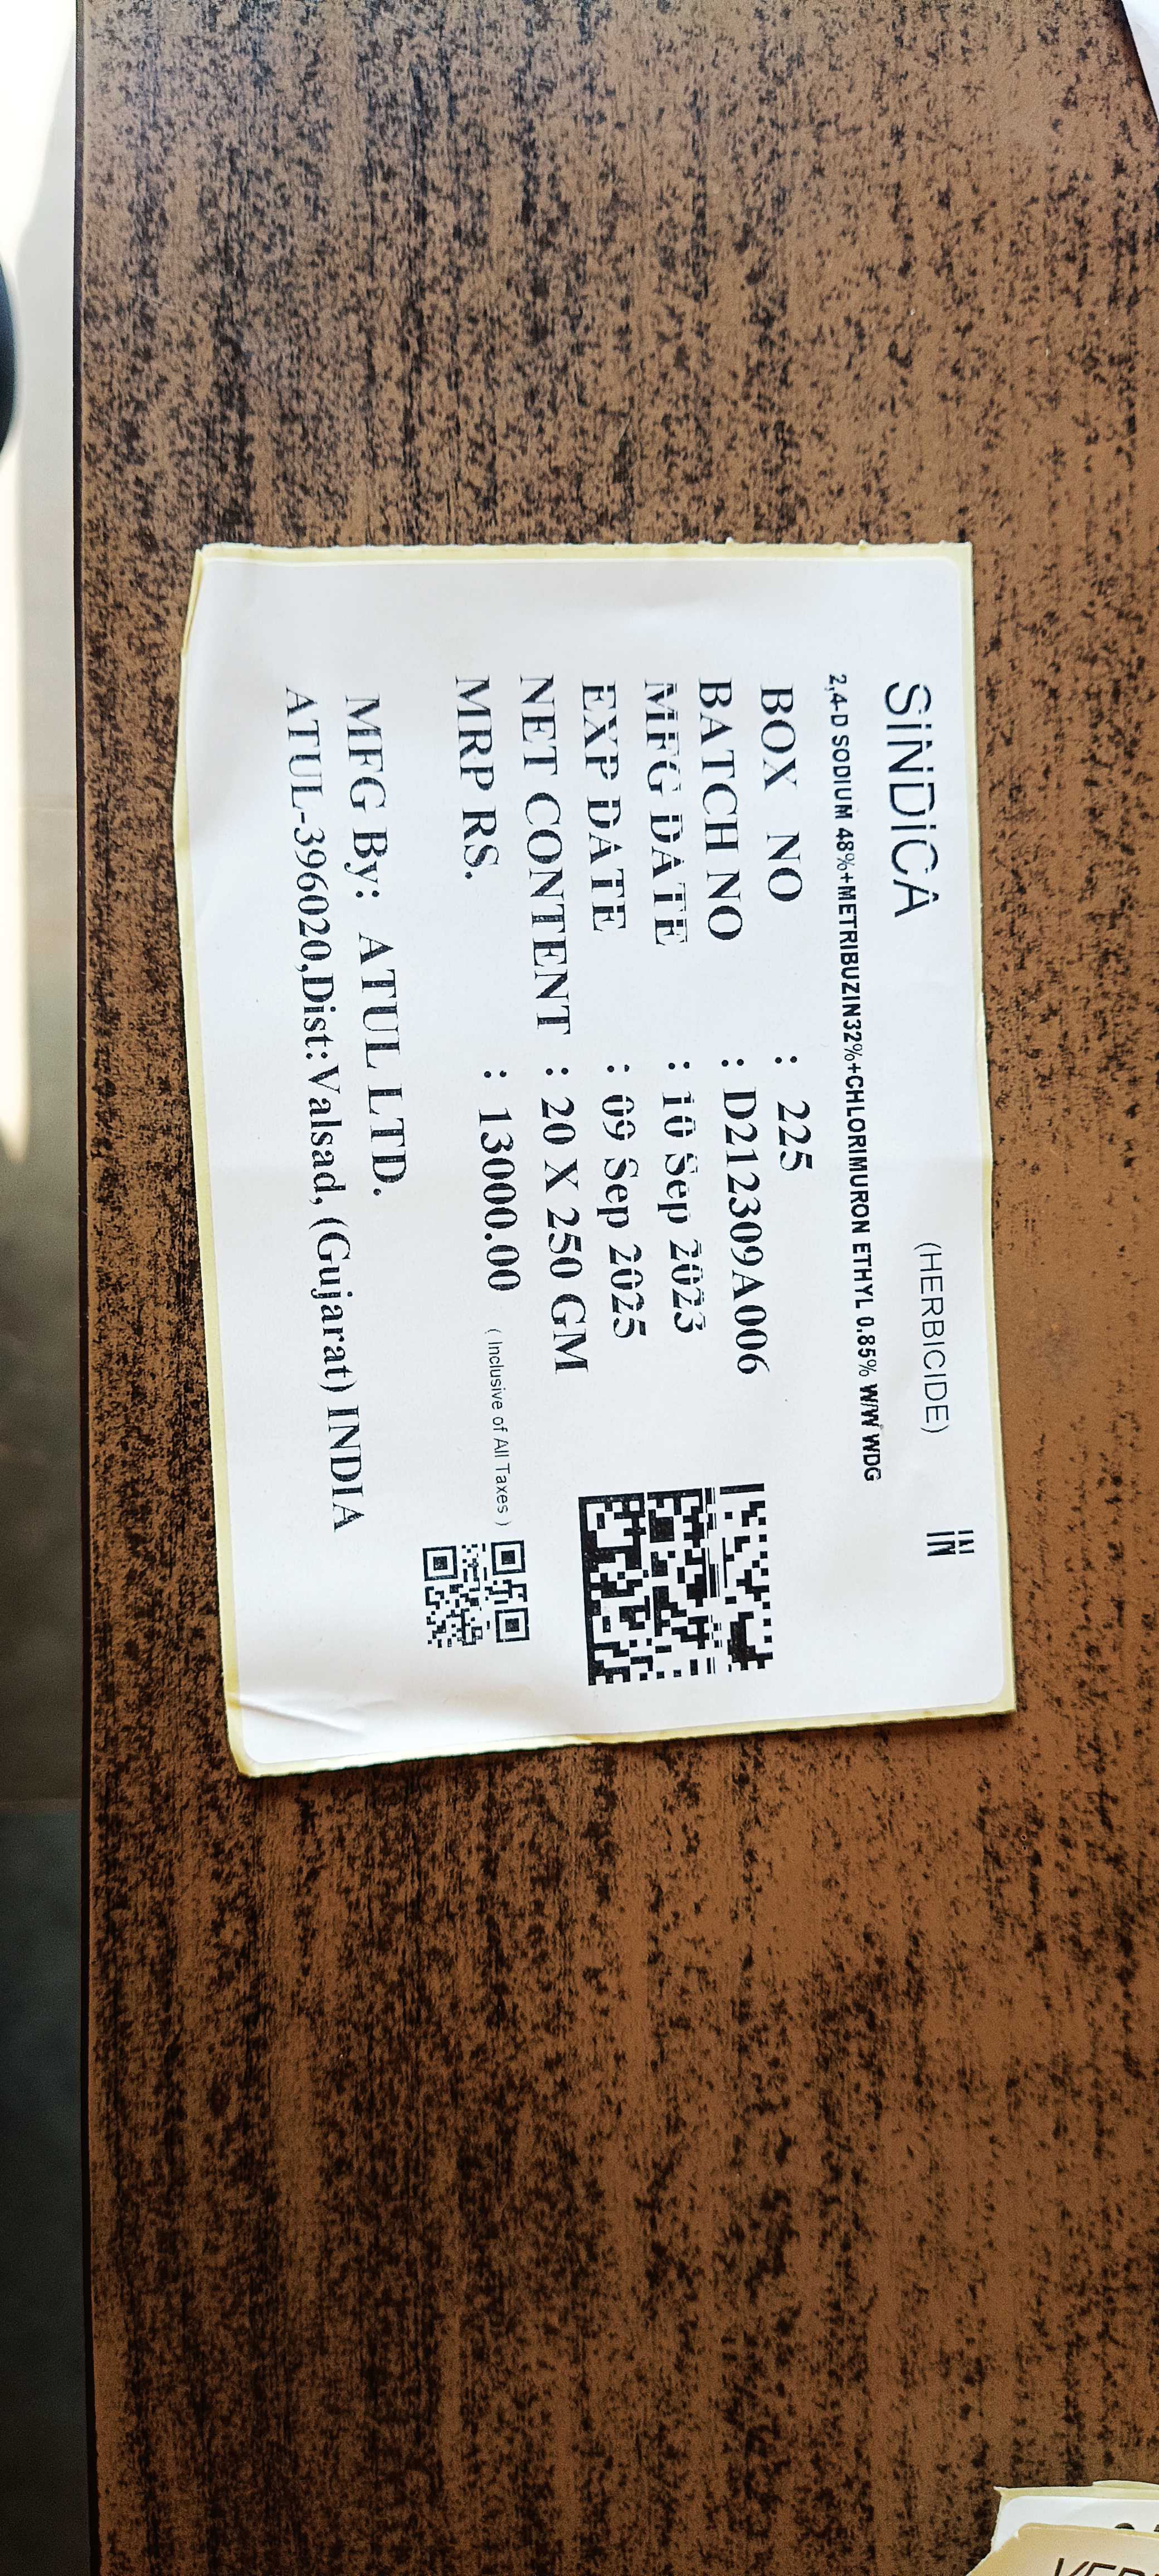 SiNDiCA (HERBICIDE) IN
2,4-D SODIUM 48%+METRIBUZIN32%+CHLORIMURON ETHYL 0.85% W/W WDG
BOX NO : 225
BATCH NO : D212309A006
MFG DATE : 10 Sep 2023
EXP DATE : 09 Sep 2025
NET CONTENT : 20 X 250 GM
MRP RS. : 13000.00 ( Inclusive of All Taxes )
MFG By: ATUL LTD.
ATUL-396020,Dist:Valsad, (Gujarat) INDIA